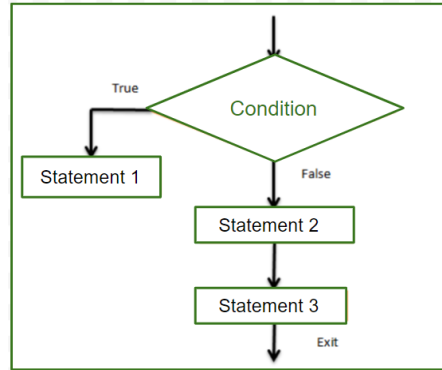 True
Condition
Statement 1
False
Statement 2
Statement 3
Exit